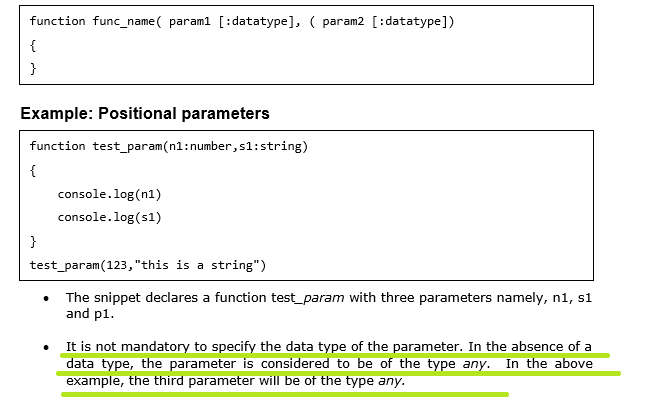 function func_name( param1 [:datatype], ( param2 [:datatype])
{
}
Example: Positional parameters
function test_param(n1:number,s1:string)
{
console.log(n1)
console.log(s1)
}
test_param(123,"this is a string")
• The snippet declares a function test_param with three parameters namely, n1, s1
and p1.
• It is not mandatory to specify the data type of the parameter. In the absence of a
data type, the parameter is considered to be of the type any. In the above
example, the third parameter will be of the type any.